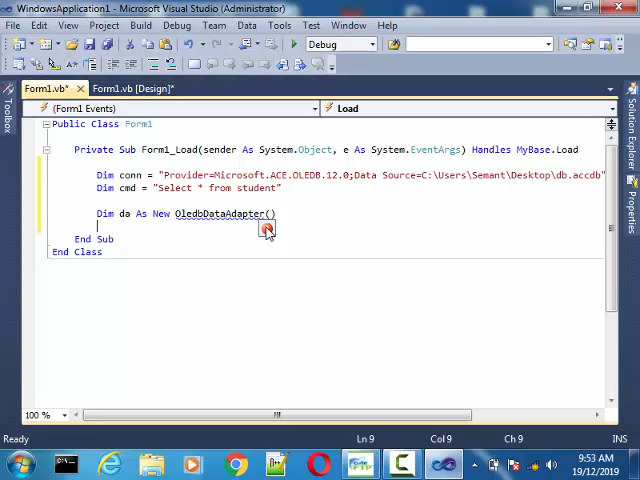 WindowsApplication1 - Microsoft Visual Studio (Administrator)
File Edit View Project Build Debug Data Tools Test Window Help
Debug
Form1.vb* Form1.vb [Design]*
(Form1 Events) Load
Public Class Form1
Private Sub Form1_Load(sender As System.Object, e As System.EventArgs) Handles MyBase.Load
Dim conn = "Provider=Microsoft.ACE.OLEDB.12.0;Data Source=C:\Users\Semant\Desktop\db.accdb"
Dim cmd = "Select * from student"
Dim da As New OledbDataAdapter()
End Sub
End Class
Toolbox
Solution Explorer
Properties
100 %
Ready Ln 9 Col 9 Ch 9 INS
9:53 AM
19/12/2019